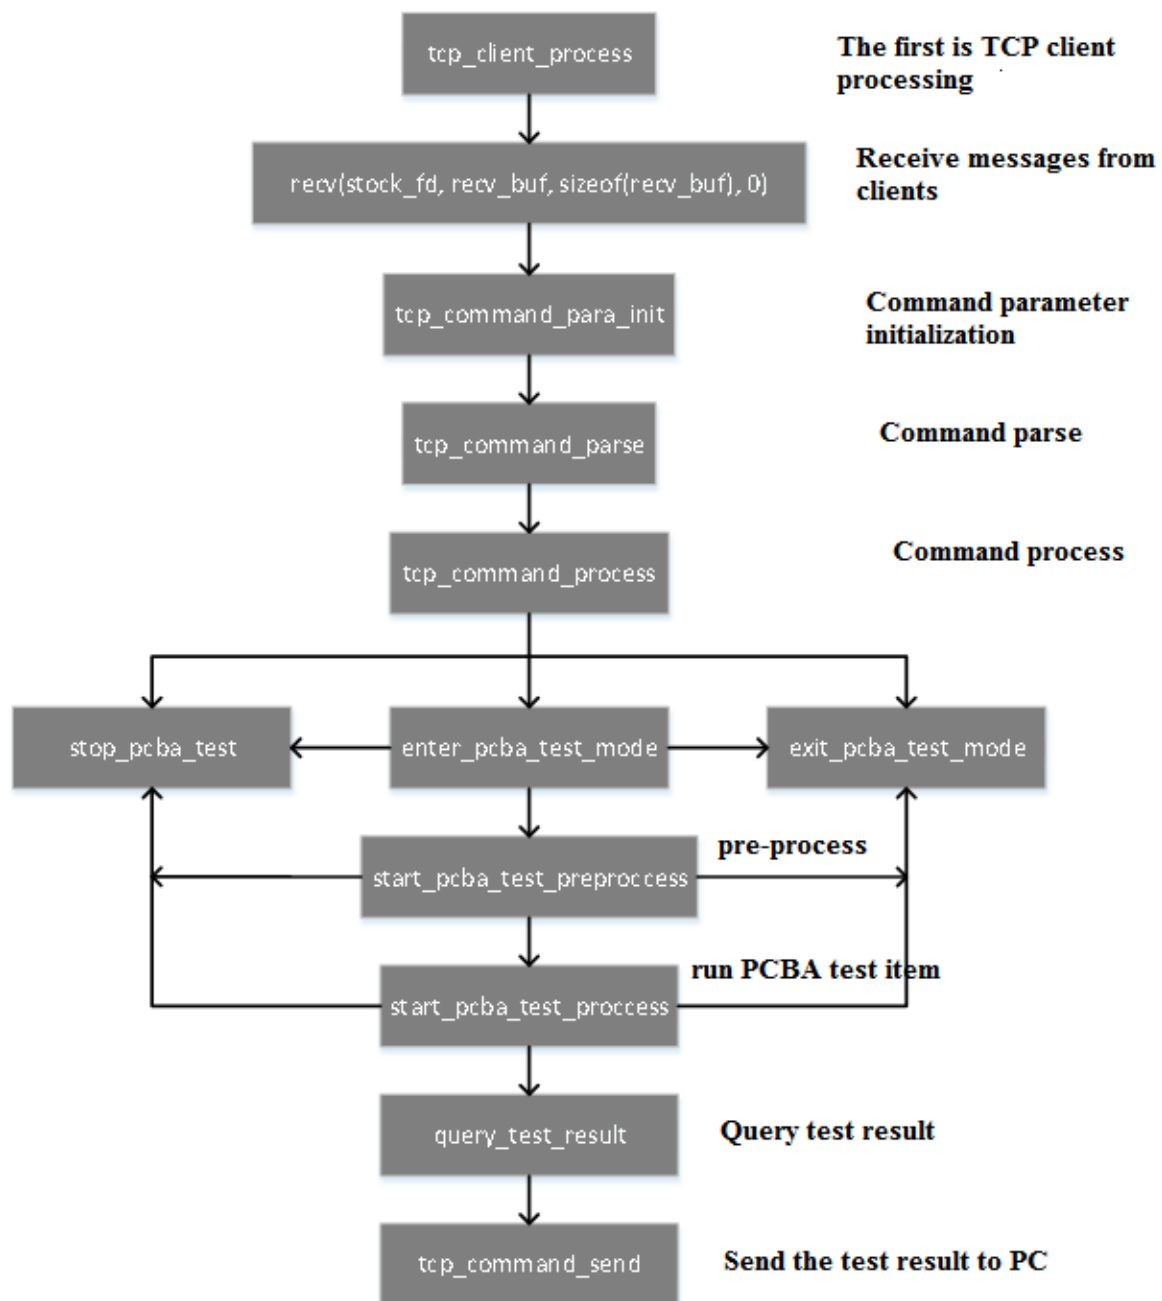 tcp_client_process
The first is TCP client
processing
recv(stock_fd, recv_buf, sizeof(recv_buf), 0)
Receive messages from
clients
tcp_command_para_init
Command parameter
initialization
tcp_command_parse
Command parse
tcp_command_process
Command process
stop_pcba_test
enter_pcba_test_mode
exit_pcba_test_mode
start_pcba_test_preproccess
pre-process
start_pcba_test_proccess
run PCBA test item
query_test_result
Query test result
tcp_command_send
Send the test result to PC